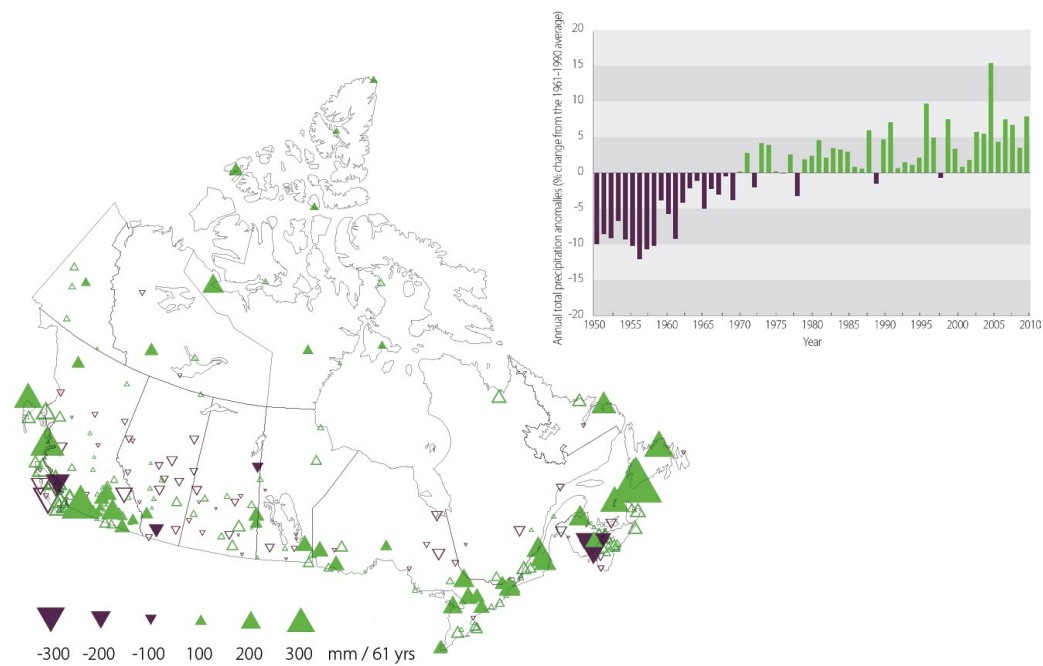 Annual total precipitation anomalies (% change from the 1961-1990 average)
20
15
10
5
0
-5
-10
-15
-20
1950 1955 1960 1965 1970 1975 1980 1985 1990 1995 2000 2005 2010
Year
-300 -200 -100 100 200 300 mm / 61 yrs